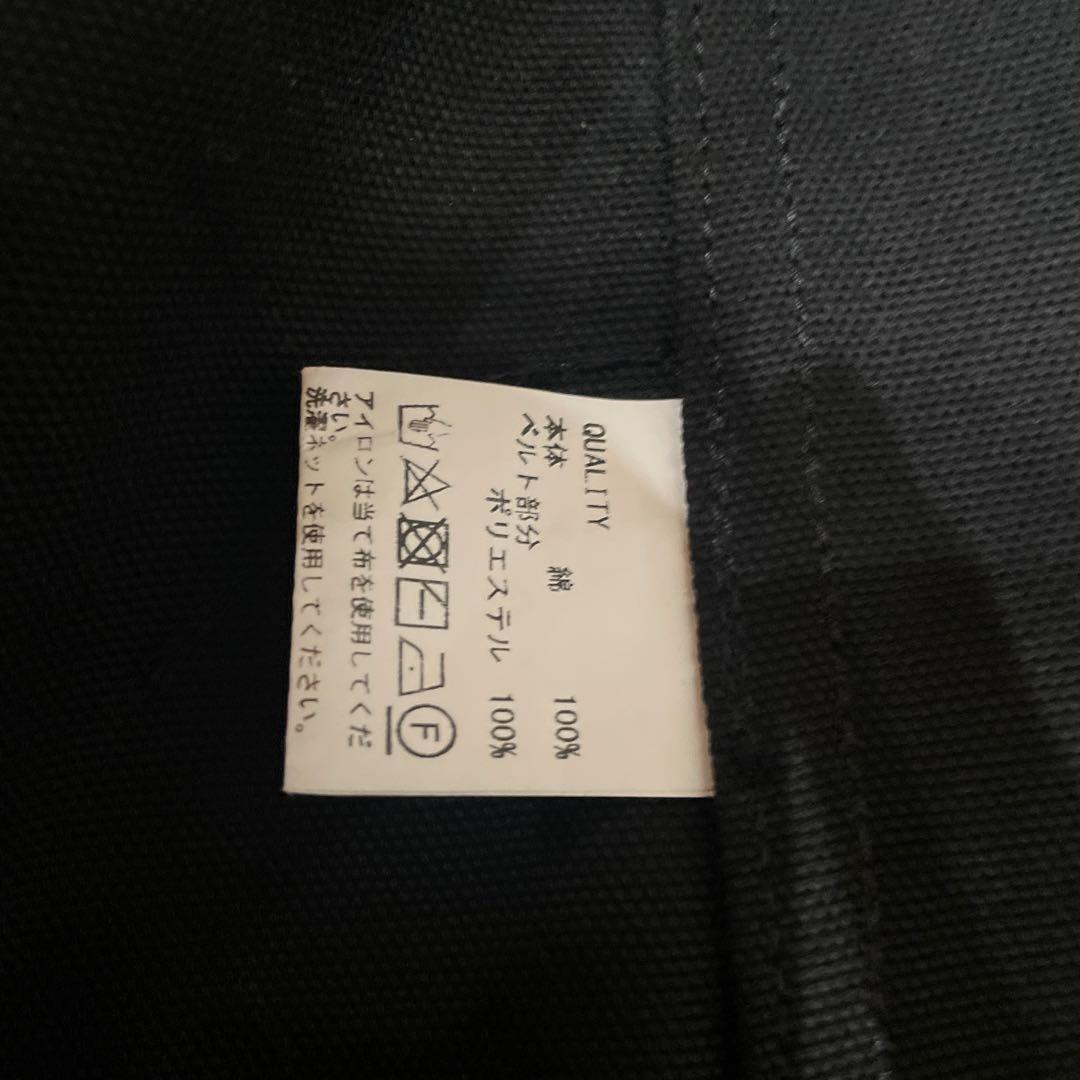 QUALITY
本体 綿 100%
ベルト部分
ポリエステル 100%
F
アイロンは当て布を使用してくだ
さい。
洗濯ネットを使用してください。